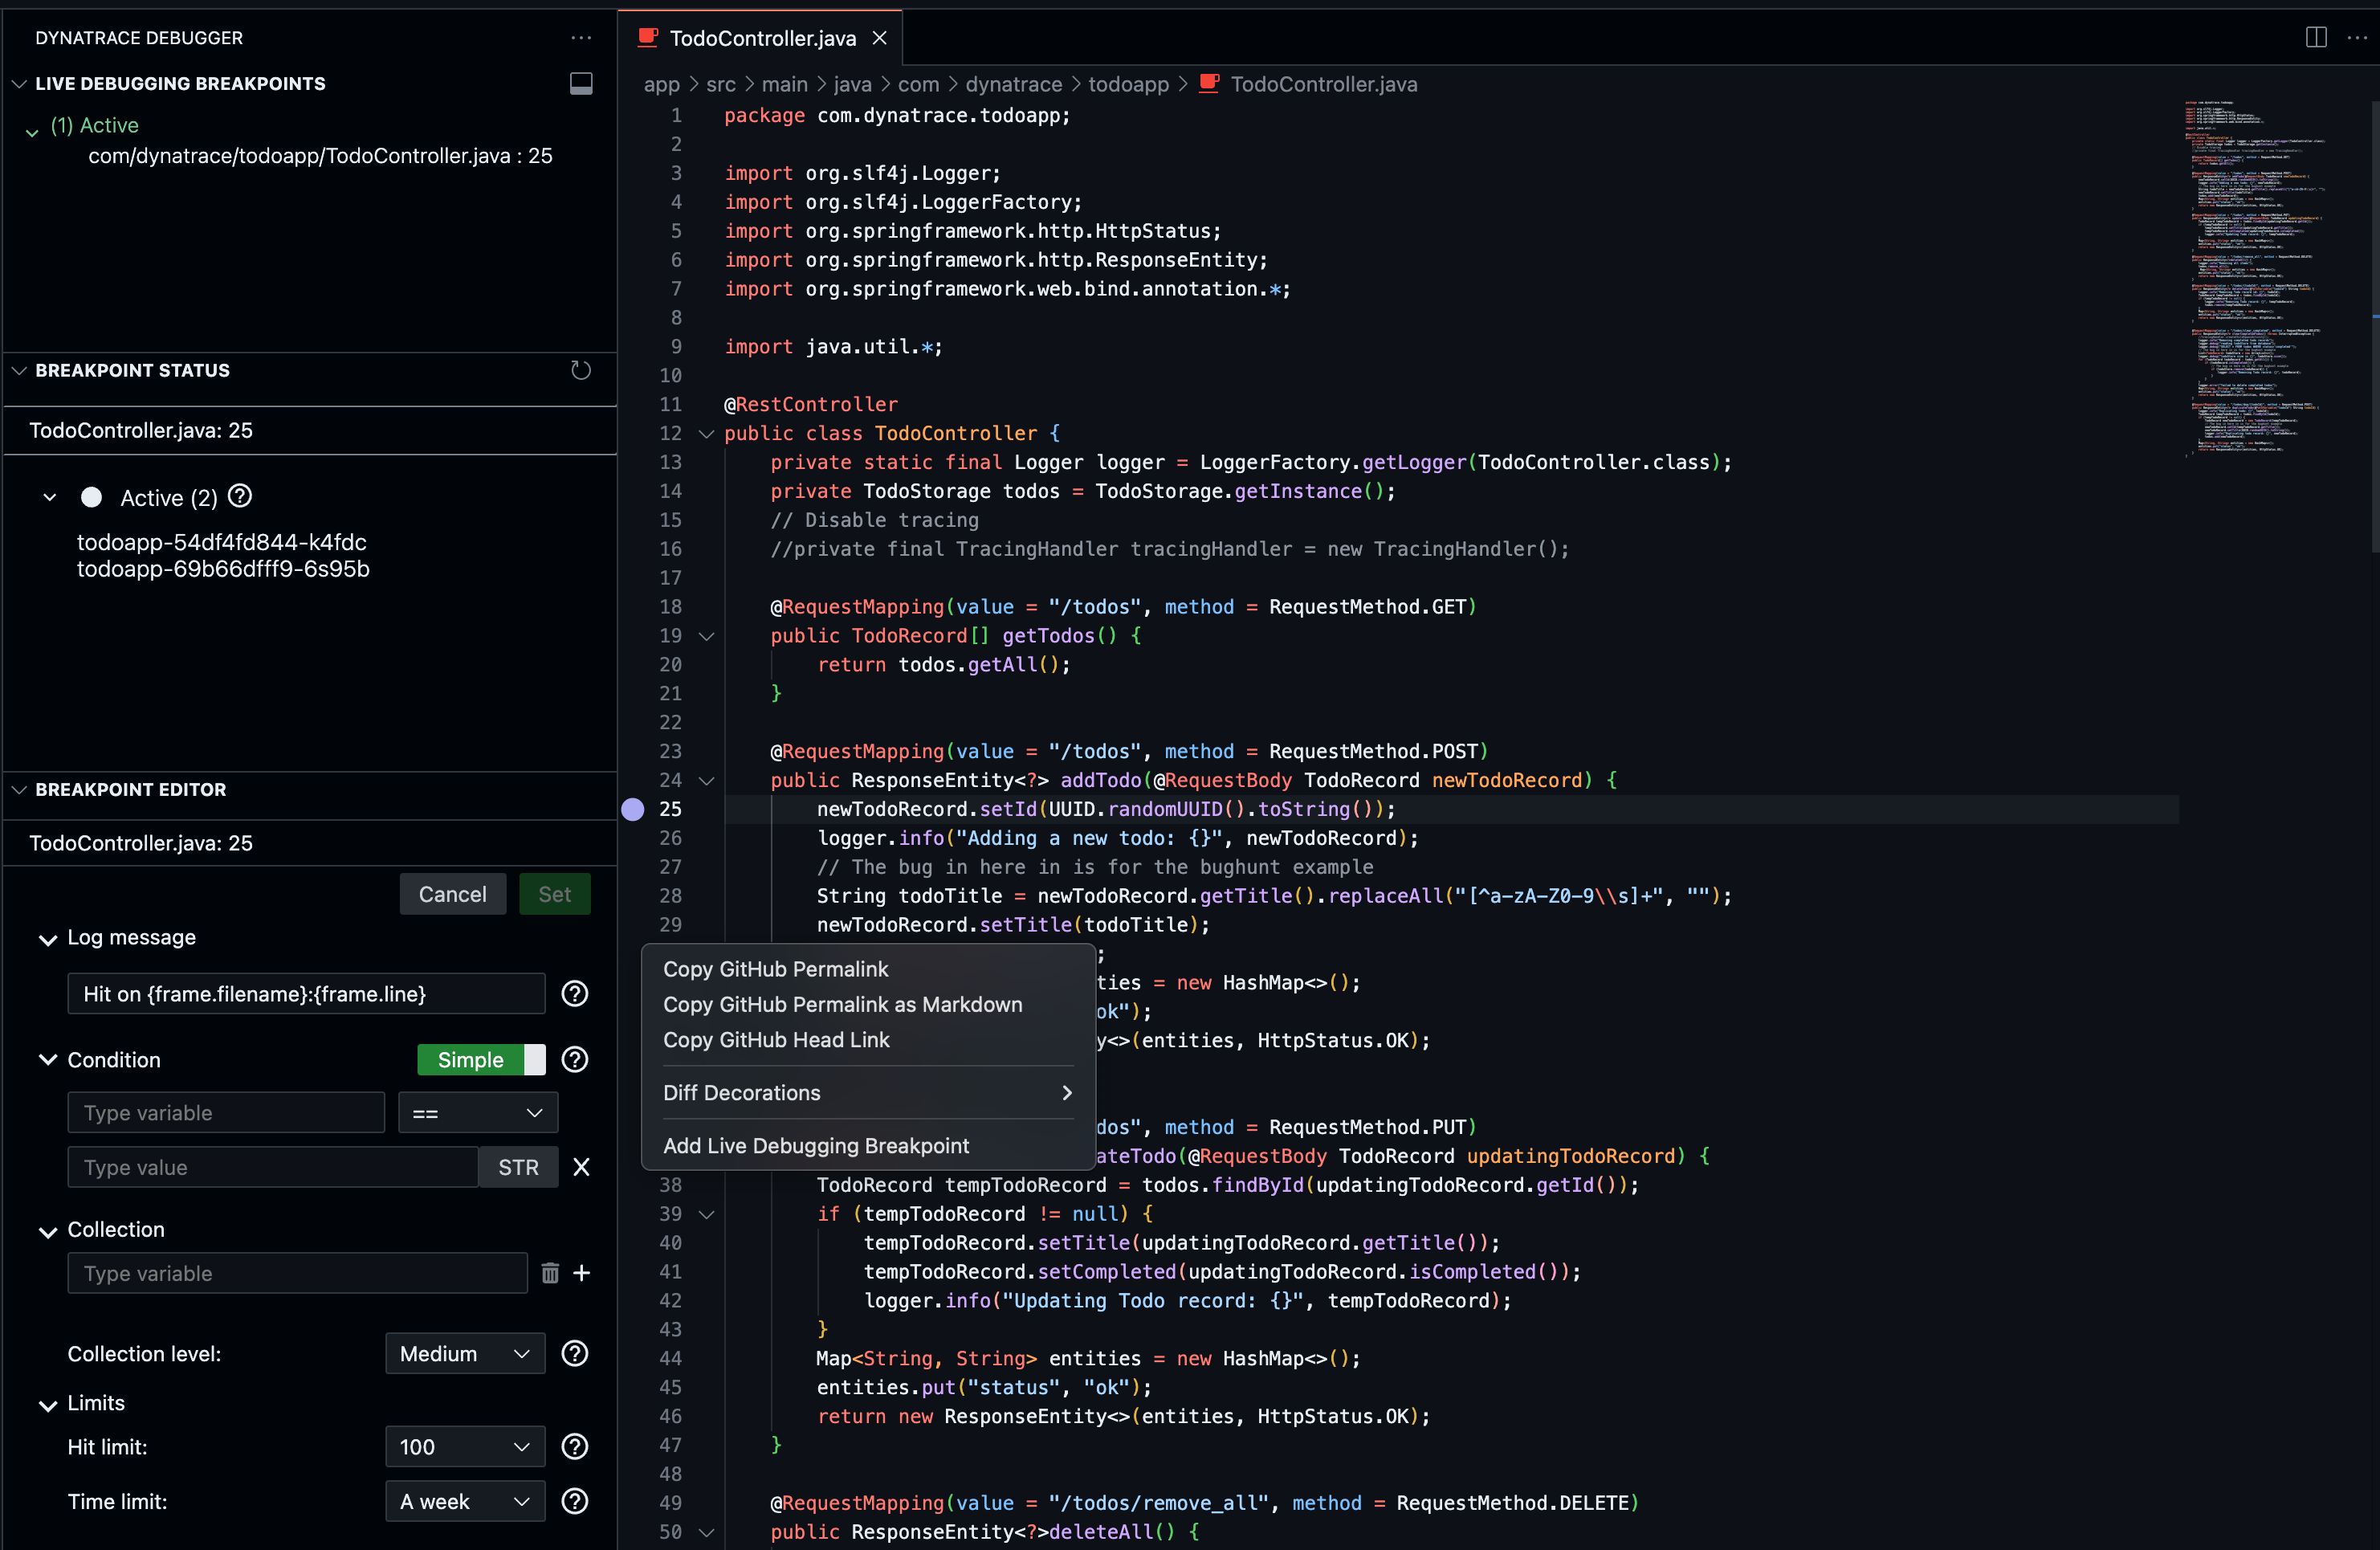 DYNATRACE DEBUGGER
LIVE DEBUGGING BREAKPOINTS
(1) Active
com/dynatrace/todoapp/TodoController.java : 25
BREAKPOINT STATUS
TodoController.java: 25
Active (2)
todoapp-54df4fd844-k4fdc
todoapp-69b66dfff9-6s95b
BREAKPOINT EDITOR
TodoController.java: 25
Cancel Set
Log message
Hit on {frame.filename}:{frame.line}
Condition Simple
Type variable ==
Type value STR
Collection
Type variable
Collection level: Medium
Limits
Hit limit: 100
Time limit: A week
TodoController.java
app > src > main > java > com > dynatrace > todoapp > TodoController.java
1 package com.dynatrace.todoapp;
2
3 import org.slf4j.Logger;
4 import org.slf4j.LoggerFactory;
5 import org.springframework.http.HttpStatus;
6 import org.springframework.http.ResponseEntity;
7 import org.springframework.web.bind.annotation.*;
8
9 import java.util.*;
10
11 @RestController
12 public class TodoController {
13 private static final Logger logger = LoggerFactory.getLogger(TodoController.class);
14 private TodoStorage todos = TodoStorage.getInstance();
15 // Disable tracing
16 //private final TracingHandler tracingHandler = new TracingHandler();
17
18 @RequestMapping(value = "/todos", method = RequestMethod.GET)
19 public TodoRecord[] getTodos() {
20 return todos.getAll();
21 }
22
23 @RequestMapping(value = "/todos", method = RequestMethod.POST)
24 public ResponseEntity<?> addTodo(@RequestBody TodoRecord newTodoRecord) {
25 newTodoRecord.setId(UUID.randomUUID().toString());
26 logger.info("Adding a new todo: {}", newTodoRecord);
27 // The bug in here in is for the bughunt example
28 String todoTitle = newTodoRecord.getTitle().replaceAll("[^a-zA-Z0-9\\s]+", "");
29 newTodoRecord.setTitle(todoTitle);
;
ties = new HashMap<>();
ok");
y<>(entities, HttpStatus.OK);
dos", method = RequestMethod.PUT)
ateTodo(@RequestBody TodoRecord updatingTodoRecord) {
Copy GitHub Permalink
Copy GitHub Permalink as Markdown
Copy GitHub Head Link
Diff Decorations
Add Live Debugging Breakpoint
38 TodoRecord tempTodoRecord = todos.findById(updatingTodoRecord.getId());
39 if (tempTodoRecord != null) {
40 tempTodoRecord.setTitle(updatingTodoRecord.getTitle());
41 tempTodoRecord.setCompleted(updatingTodoRecord.isCompleted());
42 logger.info("Updating Todo record: {}", tempTodoRecord);
43 }
44 Map<String, String> entities = new HashMap<>();
45 entities.put("status", "ok");
46 return new ResponseEntity<>(entities, HttpStatus.OK);
47 }
48
49 @RequestMapping(value = "/todos/remove_all", method = RequestMethod.DELETE)
50 public ResponseEntity<?>deleteAll() {